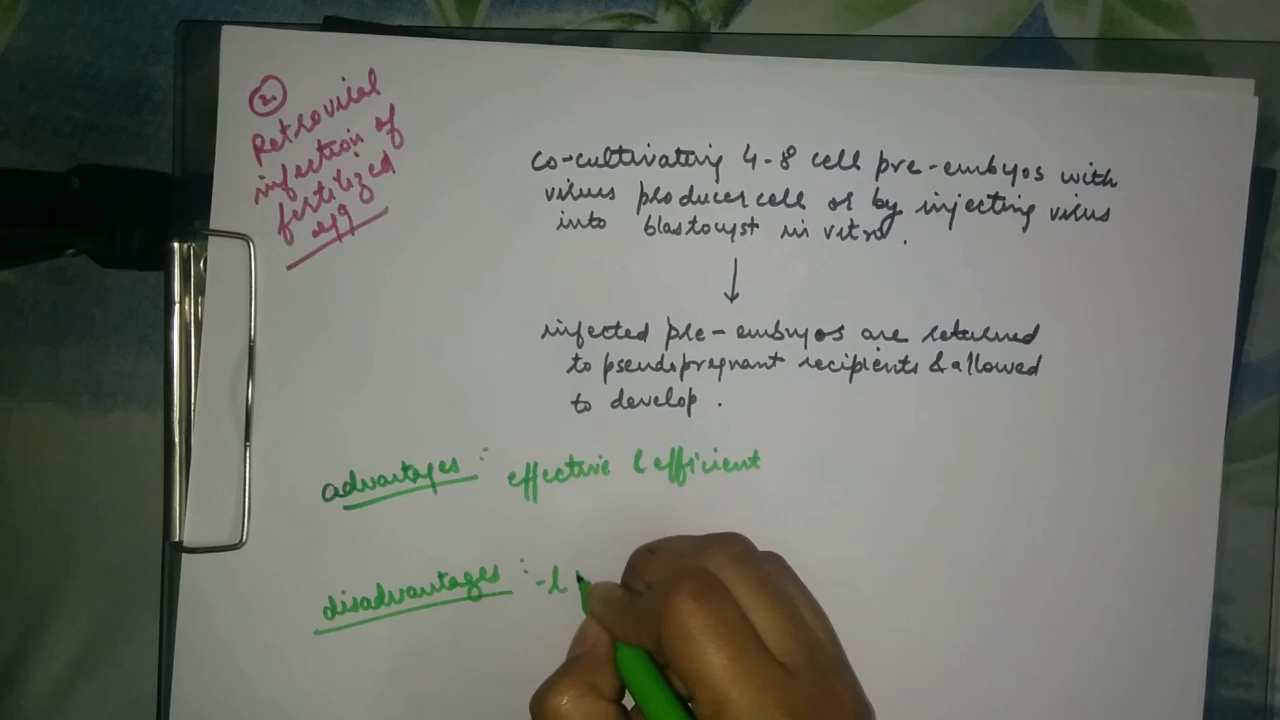 2.
Retroviral
infection of
fertilized
egg
co-cultivating 4-8 cell pre-embryos with
virus producer cell or by injecting virus
into blastocyst in vitro.
↓
infected pre-embryos are returned
to pseudopregnant recipients & allowed
to develop.
advantages: effective & efficient
disadvantages: - l